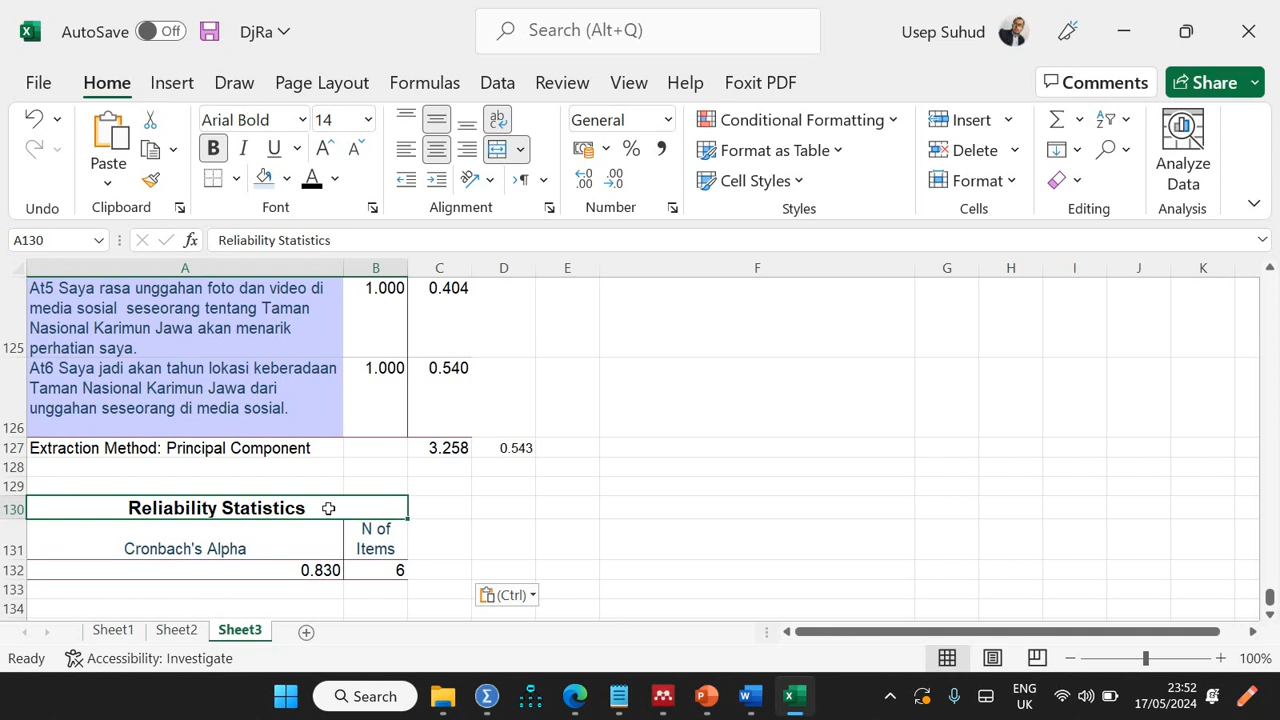 AutoSave Off DjRa Search (Alt+Q) Usep Suhud
File Home Insert Draw Page Layout Formulas Data Review View Help Foxit PDF Comments Share
Paste
Arial Bold 14
B I U A A
A
ab
General
% ,
Conditional Formatting
Format as Table
Cell Styles
Insert
Delete
Format
Analyze
Data
Undo Clipboard Font Alignment Number Styles Cells Editing Analysis
A130 fx Reliability Statistics
A B C D E F G H I J K
At5 Saya rasa unggahan foto dan video di 1.000 0.404
media sosial seseorang tentang Taman
Nasional Karimun Jawa akan menarik
125 perhatian saya.
At6 Saya jadi akan tahun lokasi keberadaan 1.000 0.540
Taman Nasional Karimun Jawa dari
unggahan seseorang di media sosial.
126
127 Extraction Method: Principal Component 3.258 0.543
128
129
130 Reliability Statistics
N of
131 Cronbach's Alpha Items
132 0.830 6
133 (Ctrl)
134
Sheet1 Sheet2 Sheet3
Ready Accessibility: Investigate 100%
Search ENG 23:52
UK 17/05/2024